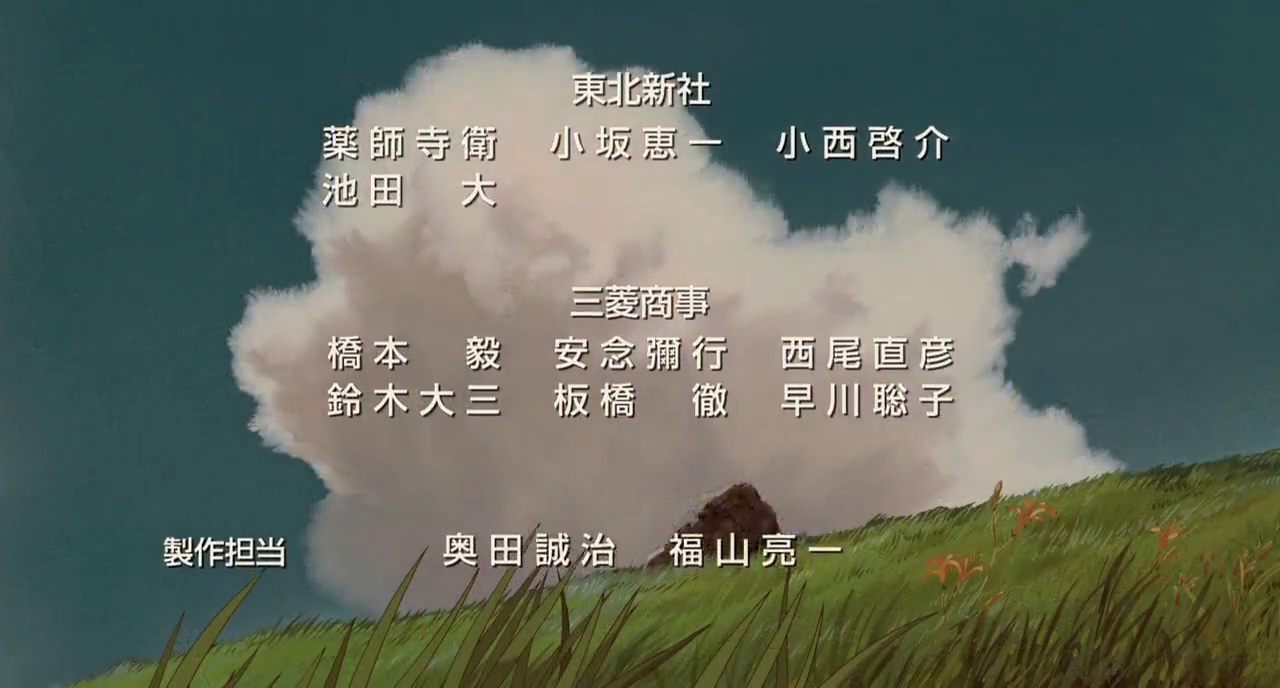 東北新社
薬師寺衛　小坂恵一　小西啓介
池田　大
三菱商事
橋本　毅　安念彌行　西尾直彦
鈴木大三　板橋　徹　早川聡子
製作担当　奥田誠治　福山亮一